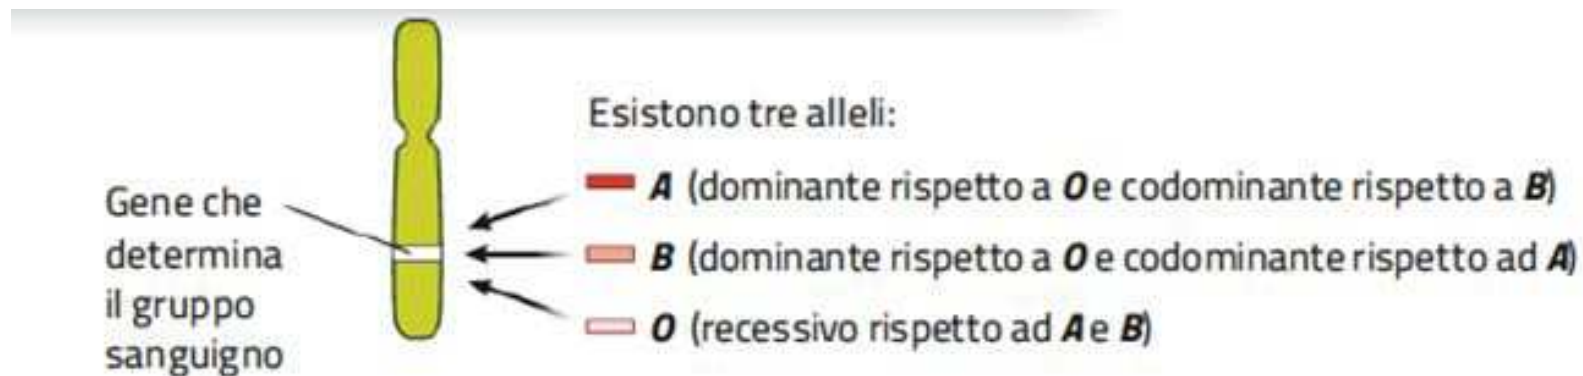 Esistono tre alleli:
A (dominante rispetto a O e codominante rispetto a B)
Gene che
determina
il gruppo
sanguigno
B (dominante rispetto a O e codominante rispetto ad A)
O (recessivo rispetto ad A e B)